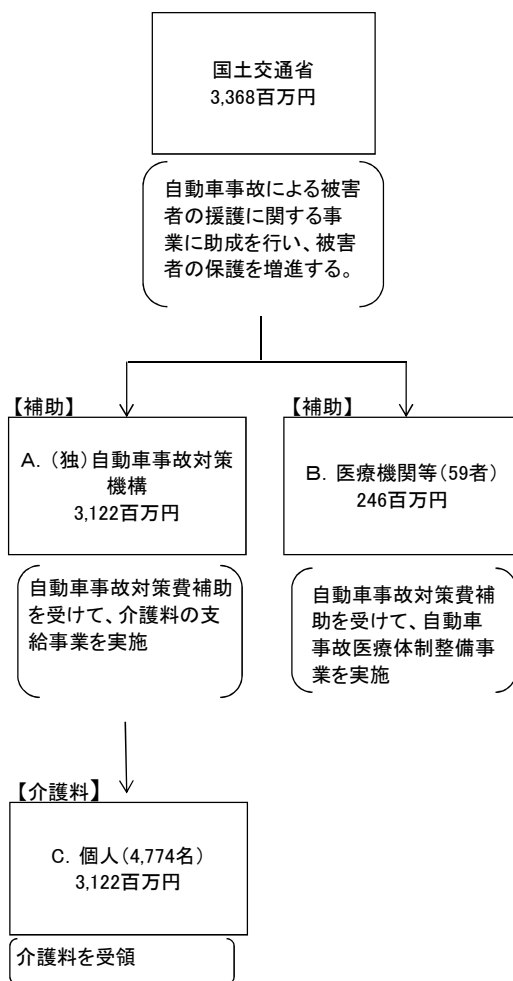 国土交通省
3,368百万円
自動車事故による被害
者の援護に関する事
業に助成を行い、被害
者の保護を増進する。
【補助】
A．（独）自動車事故対策
機構
3,122百万円
自動車事故対策費補助
を受けて、介護料の支
給事業を実施
【補助】
B．医療機関等（59者）
246百万円
自動車事故対策費補
助を受けて、自動車
事故医療体制整備事
業を実施
【介護料】
C．個人（4,774名）
3,122百万円
介護料を受領